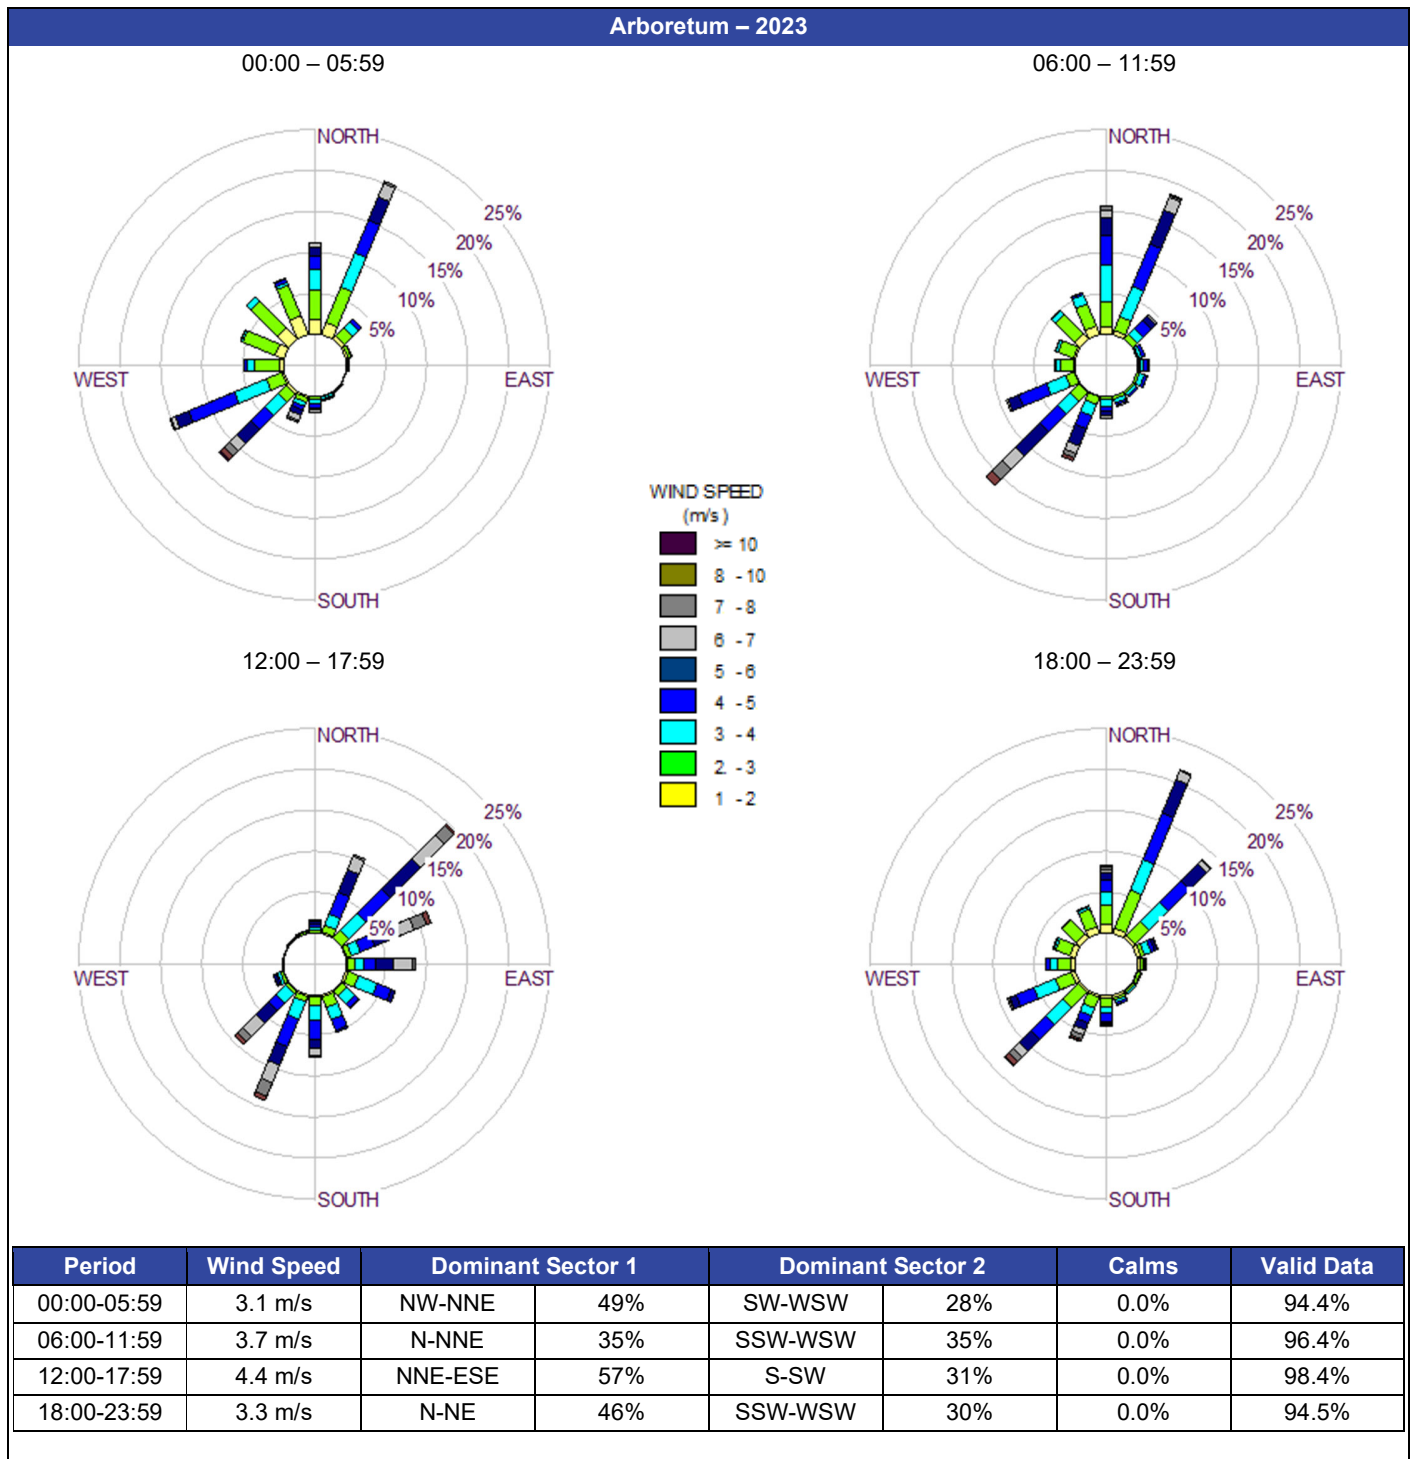 Arboretum – 2023
00:00 – 05:59
06:00 – 11:59
NORTH
25%
20%
15%
10%
5%
WEST
EAST
SOUTH
NORTH
25%
20%
15%
10%
5%
WEST
EAST
SOUTH
WIND SPEED
(m/s)
>= 10
8 - 10
7 - 8
6 - 7
5 - 6
4 - 5
3 - 4
2 - 3
1 - 2
12:00 – 17:59
18:00 – 23:59
NORTH
25%
20%
15%
10%
5%
WEST
EAST
SOUTH
NORTH
25%
20%
15%
10%
5%
WEST
EAST
SOUTH
Period Wind Speed Dominant Sector 1 Dominant Sector 2 Calms Valid Data
00:00-05:59 3.1 m/s NW-NNE 49% SW-WSW 28% 0.0% 94.4%
06:00-11:59 3.7 m/s N-NNE 35% SSW-WSW 35% 0.0% 96.4%
12:00-17:59 4.4 m/s NNE-ESE 57% S-SW 31% 0.0% 98.4%
18:00-23:59 3.3 m/s N-NE 46% SSW-WSW 30% 0.0% 94.5%